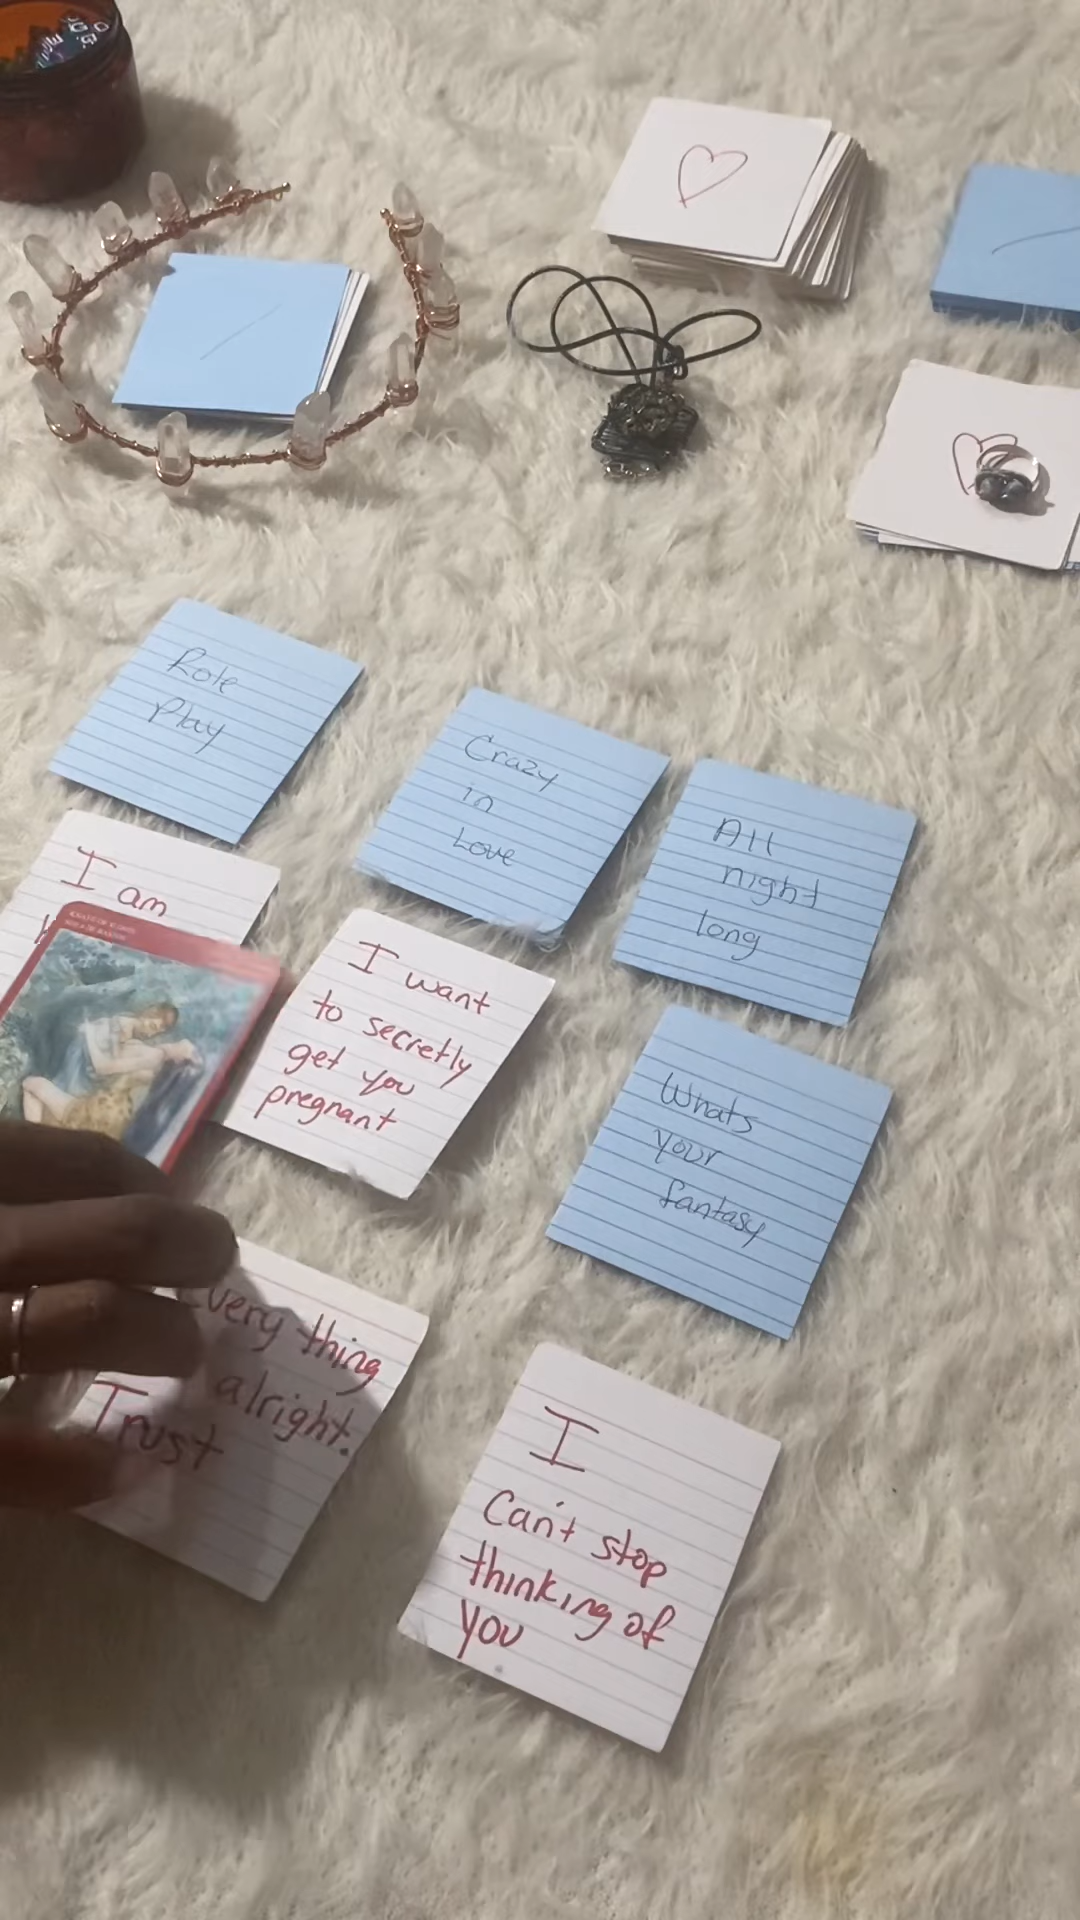 Role
Play
Crazy
in
Love
All
night
long
I am
I want
to secretly
get you
pregnant
Whats
your
fantasy
Everything
alright.
Trust
I
Can't stop
thinking of
you